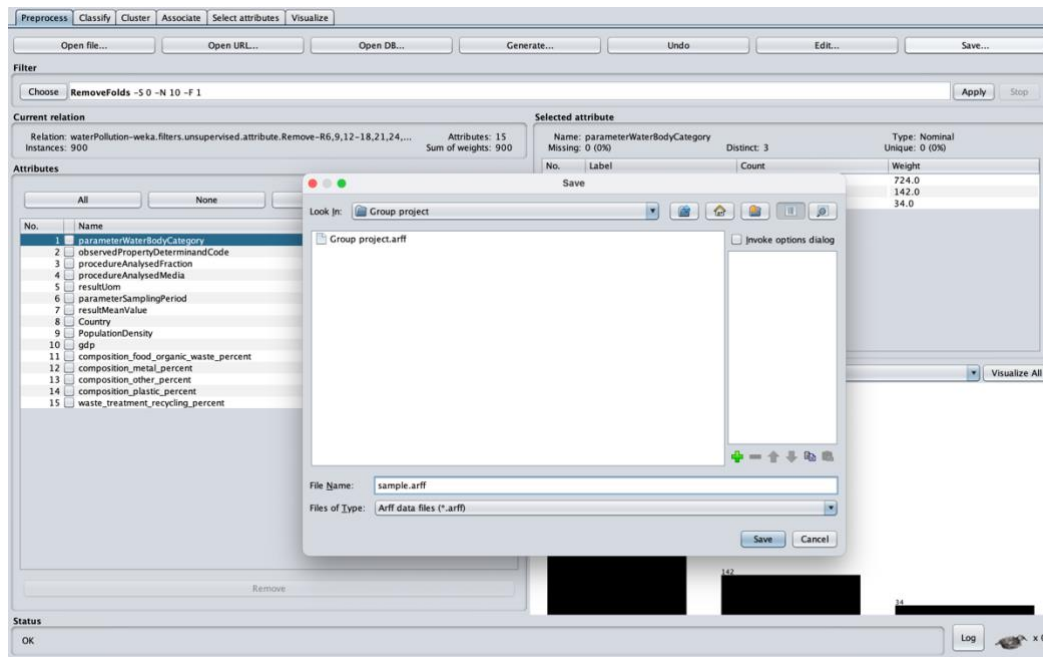 Preprocess Classify Cluster Associate Select attributes Visualize
Open file... Open URL... Open DB... Generate... Undo Edit... Save...
Filter
Choose RemoveFolds -S 0 -N 10 -F 1 Apply Stop
Current relation
Relation: waterPollution-weka.filters.unsupervised.attribute.Remove-R6,9,12-18,21,24,... Attributes: 15
Instances: 900 Sum of weights: 900
Selected attribute
Name: parameterWaterBodyCategory Type: Nominal
Missing: 0 (0%) Distinct: 3 Unique: 0 (0%)
No. Label Count Weight
724.0
142.0
34.0
Attributes
All None
No. Name
1 parameterWaterBodyCategory
2 observedPropertyDeterminandCode
3 procedureAnalysedFraction
4 procedureAnalysedMedia
5 resultUom
6 parameterSamplingPeriod
7 resultMeanValue
8 Country
9 PopulationDensity
10 gdp
11 composition_food_organic_waste_percent
12 composition_metal_percent
13 composition_other_percent
14 composition_plastic_percent
15 waste_treatment_recycling_percent
Remove
Save
Look In: Group project
Group project.arff
Invoke options dialog
File Name: sample.arff
Files of Type: Arff data files (*.arff)
Save Cancel
Visualize All
142
34
Status
OK
Log x